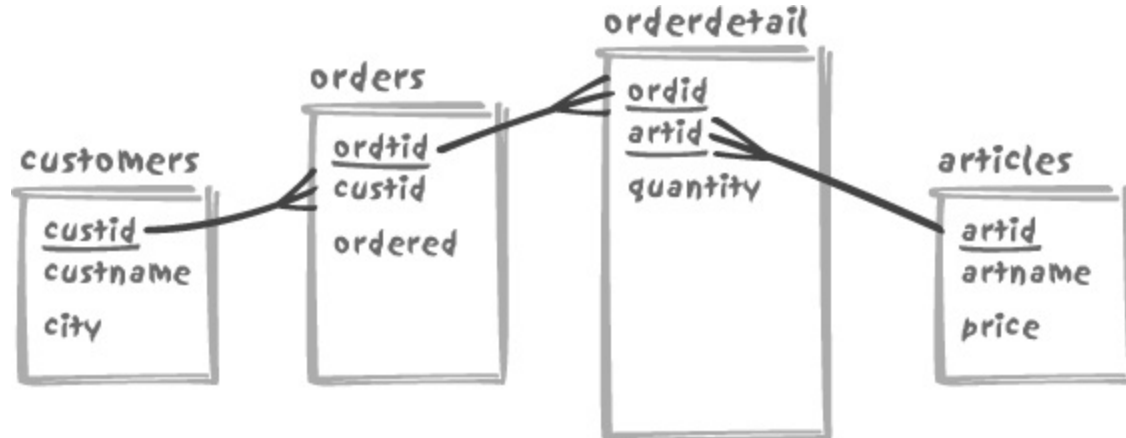 customers
custid
custname
city
orders
ordtid
custid
ordered
orderdetail
ordid
artid
quantity
articles
artid
artname
price